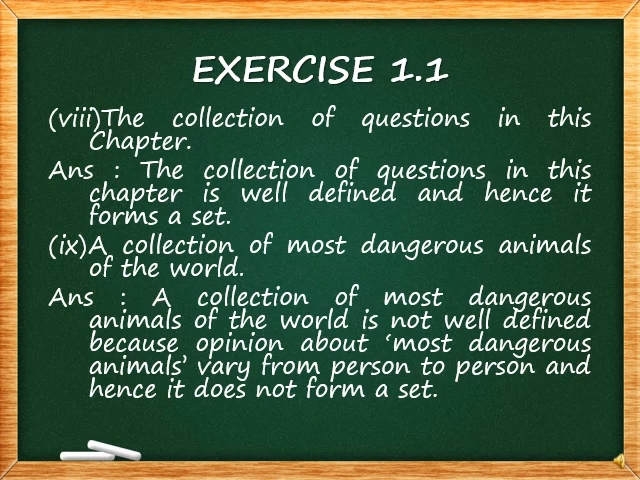 EXERCISE 1.1
(viii)The collection of questions in this
Chapter.
Ans : The collection of questions in this
chapter is well defined and hence it
forms a set.
(ix)A collection of most dangerous animals
of the world.
Ans : A collection of most dangerous
animals of the world is not well defined
because opinion about ‘most dangerous
animals’ vary from person to person and
hence it does not form a set.